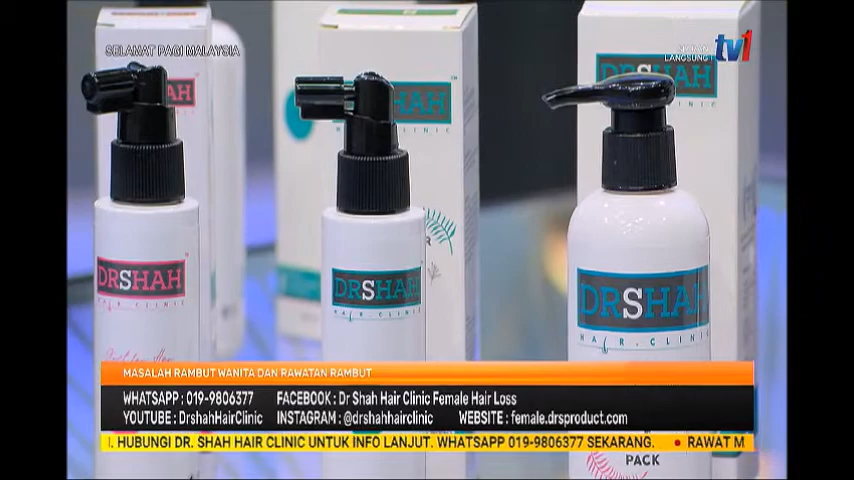 SELAMAT PAGI MALAYSIA
SIARAN
LANGSUNG
tv1
DRSHAH
HAIR CLINIC
DRSHAH
HAIR CLINIC
DRSHAH
HAIR CLINIC
PACK
MASALAH RAMBUT WANITA DAN RAWATAN RAMBUT
WHATSAPP : 019-9806377 FACEBOOK : Dr Shah Hair Clinic Female Hair Loss
YOUTUBE : DrshahHairClinic INSTAGRAM : @drshahhairclinic WEBSITE : female.drsproduct.com
I. HUBUNGI DR. SHAH HAIR CLINIC UNTUK INFO LANJUT. WHATSAPP 019-9806377 SEKARANG. • RAWAT M